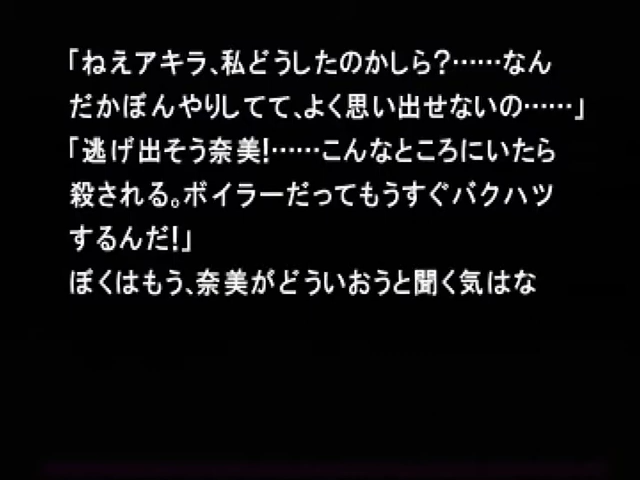 「ねえアキラ、私どうしたのかしら？……なん
だかぼんやりしてて、よく思い出せないの……」
「逃げ出そう奈美！……こんなところにいたら
殺される。ボイラーだってもうすぐバクハツ
するんだ！」
ぼくはもう、奈美がどういおうと聞く気はな